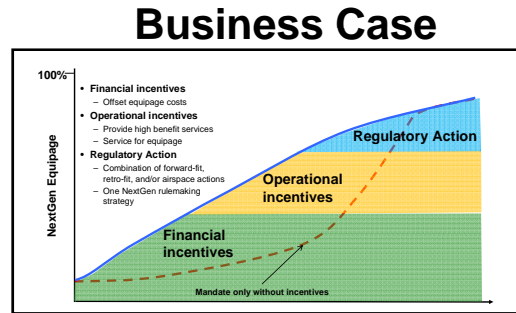 Business Case
100%
NextGen Equipage
• Financial incentives
– Offset equipage costs
• Operational incentives
– Provide high benefit services
– Service for equipage
• Regulatory Action
– Combination of forward-fit,
retro-fit, and/or airspace actions
– One NextGen rulemaking
strategy
Regulatory Action
Operational
incentives
Financial
incentives
Mandate only without incentives